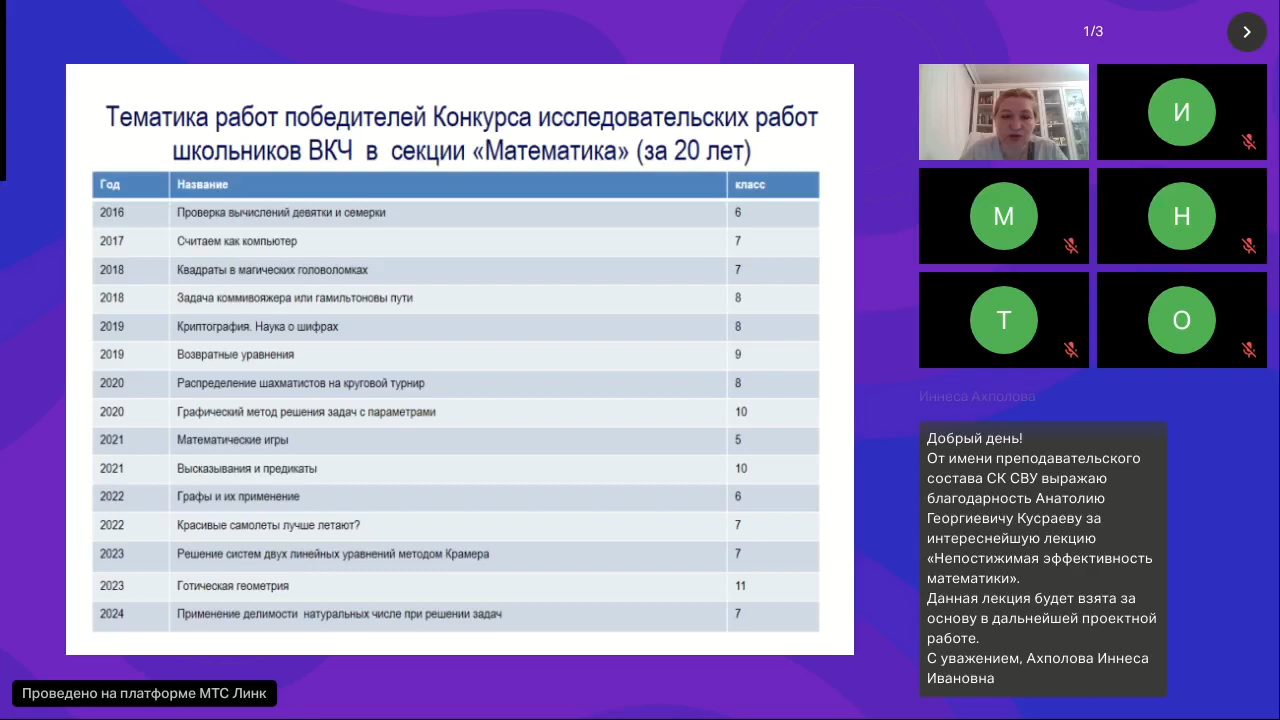 1/3
Тематика работ победителей Конкурса исследовательских работ
школьников ВКЧ в секции «Математика» (за 20 лет)
Год Название класс
2016 Проверка вычислений девятки и семерки 6
2017 Считаем как компьютер 7
2018 Квадраты в магических головоломках 7
2018 Задача коммивояжера или гамильтоновы пути 8
2019 Криптография. Наука о шифрах 8
2019 Возвратные уравнения 9
2020 Распределение шахматистов на круговой турнир 8
2020 Графический метод решения задач с параметрами 10
2021 Математические игры 5
2021 Высказывания и предикаты 10
2022 Графы и их применение 6
2022 Красивые самолеты лучше летают? 7
2023 Решение систем двух линейных уравнений методом Крамера 7
2023 Готическая геометрия 11
2024 Применение делимости натуральных числе при решении задач 7
И
М
Н
Т
О
Иннеса Ахполова
Добрый день!
От имени преподавательского
состава СК СВУ выражаю
благодарность Анатолию
Георгиевичу Кусраеву за
интереснейшую лекцию
«Непостижимая эффективность
математики».
Данная лекция будет взята за
основу в дальнейшей проектной
работе.
С уважением, Ахполова Иннеса
Ивановна
Проведено на платформе МТС Линк